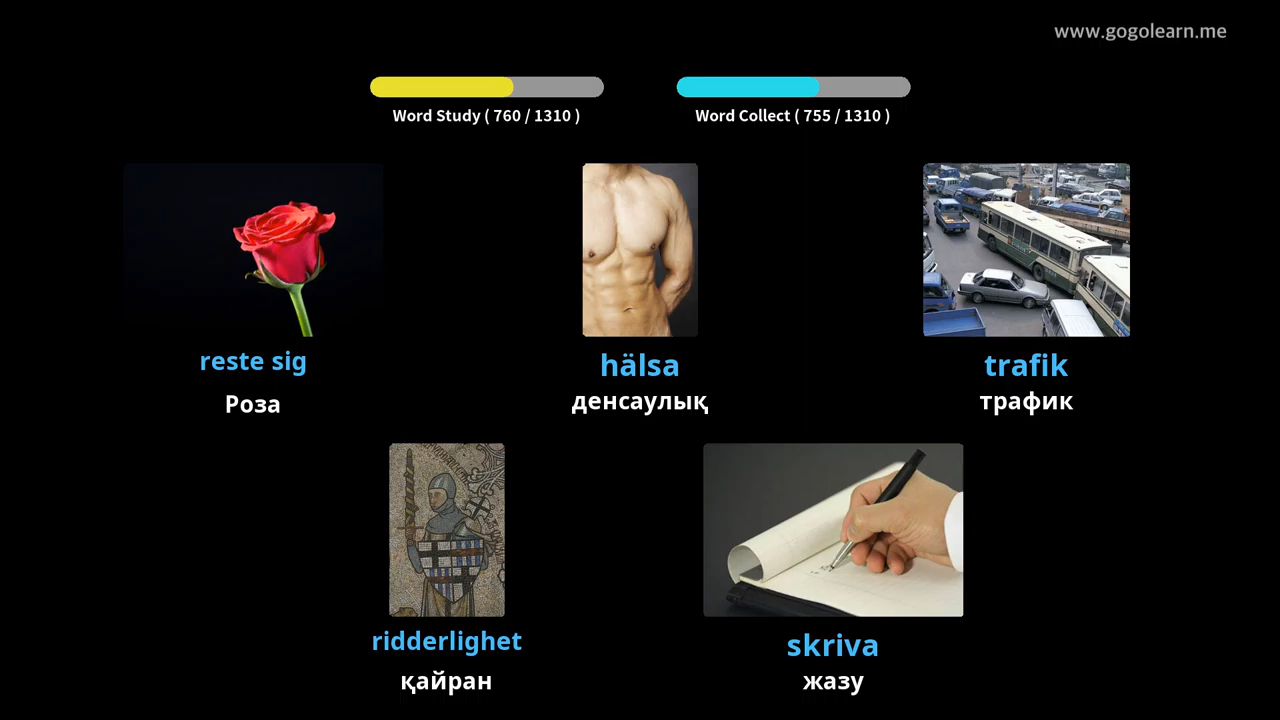 www.gogolearn.me
Word Study ( 760 / 1310 )
Word Collect ( 755 / 1310 )
reste sig
Роза
hälsa
денсаулық
trafik
трафик
ridderlighet
қайран
skriva
жазу